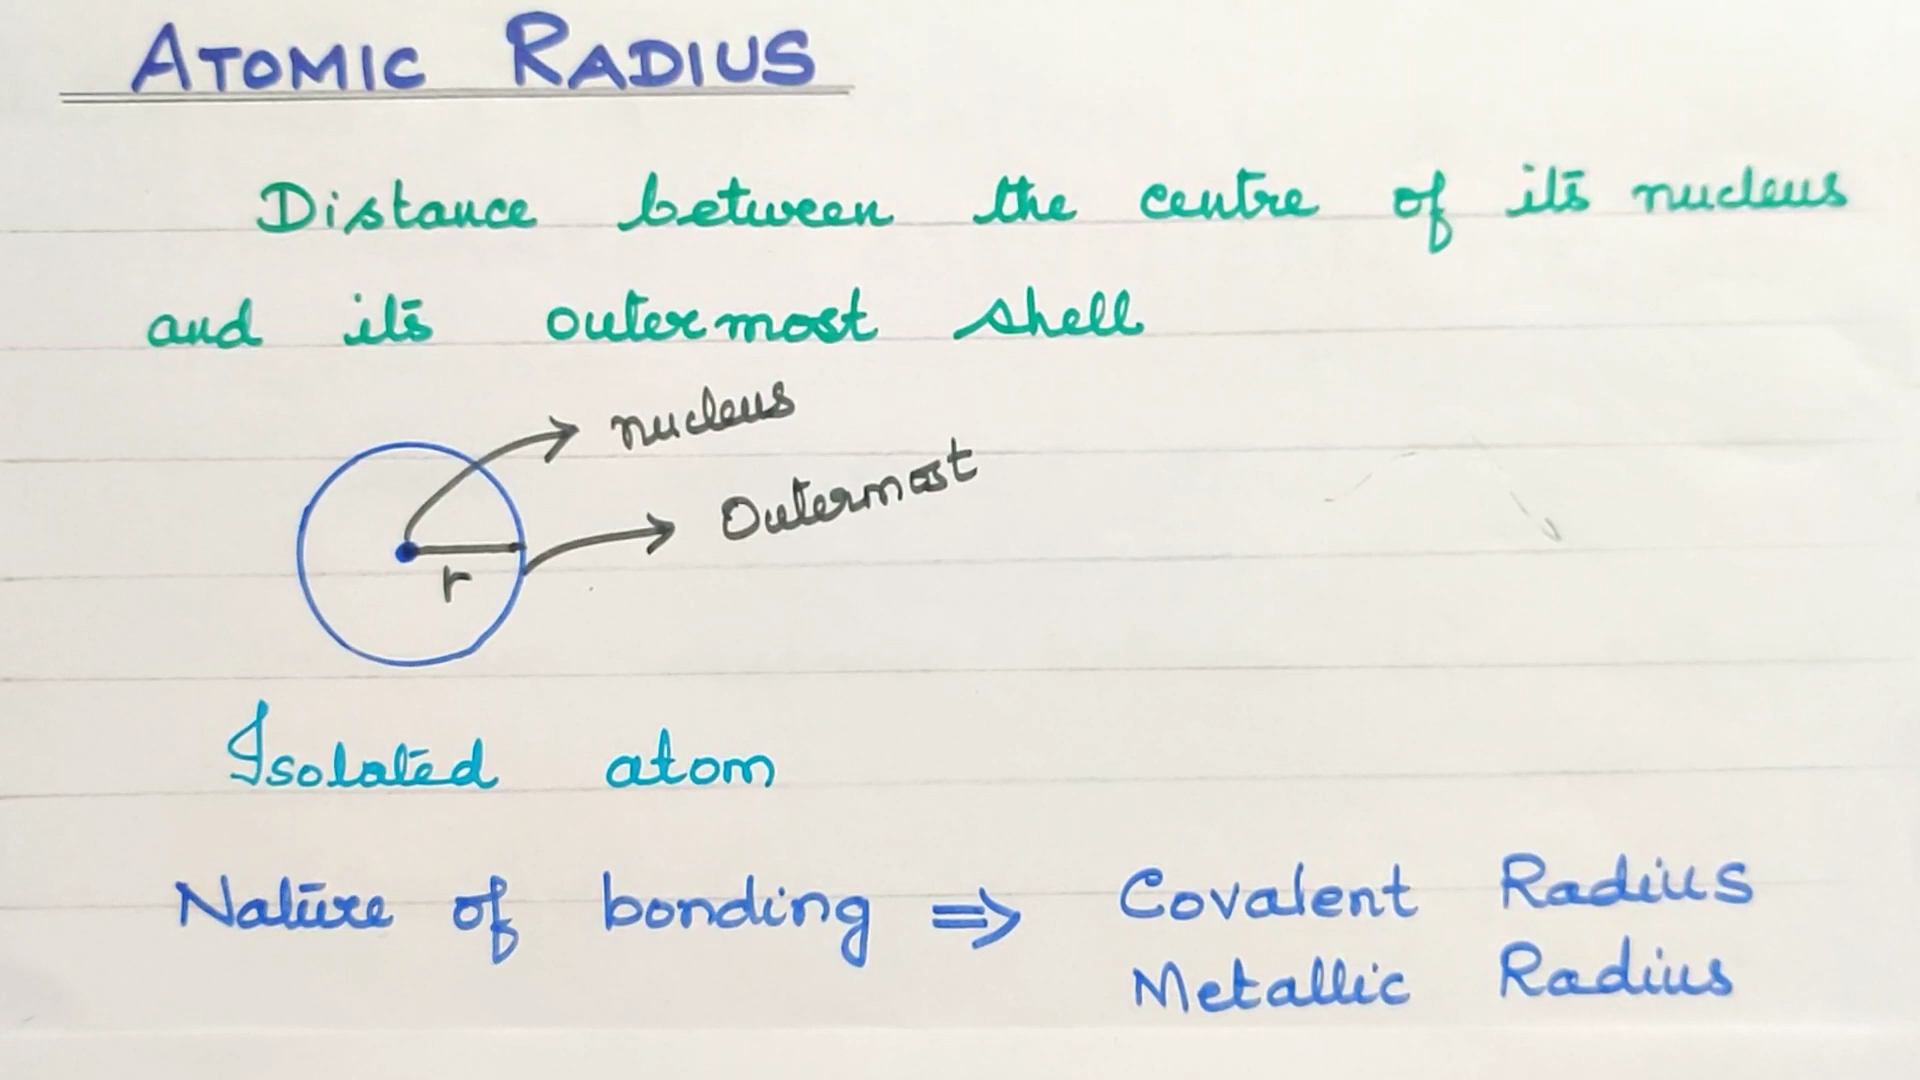 ATOMIC RADIUS
Distance between the centre of its nucleus
and its outermost shell
nucleus
Outermost
r
Isolated atom
Nature of bonding ⇒ Covalent Radius
Metallic Radius